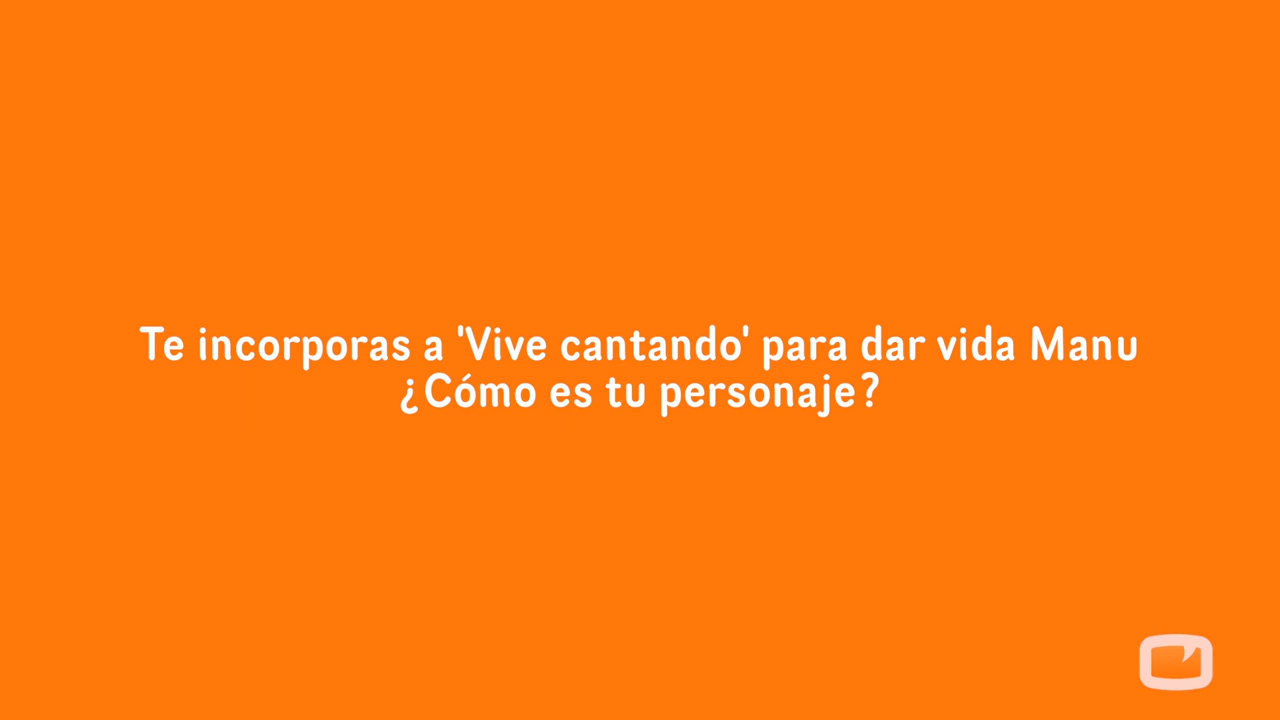 Te incorporas a 'Vive cantando' para dar vida Manu
¿Cómo es tu personaje?